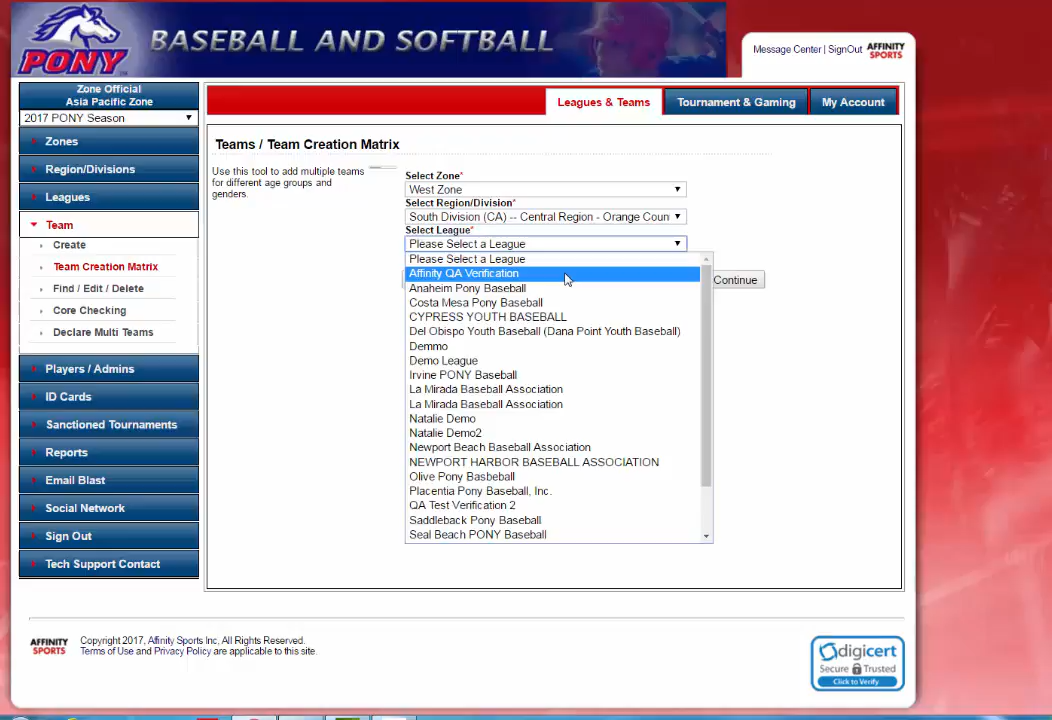 PONY
BASEBALL AND SOFTBALL
Message Center | SignOut
AFFINITY
SPORTS
Zone Official
Asia Pacific Zone
2017 PONY Season
Zones
Region/Divisions
Leagues
Team
Create
Team Creation Matrix
Find / Edit / Delete
Core Checking
Declare Multi Teams
Players / Admins
ID Cards
Sanctioned Tournaments
Reports
Email Blast
Social Network
Sign Out
Tech Support Contact
Leagues & Teams
Tournament & Gaming
My Account
Teams / Team Creation Matrix
Use this tool to add multiple teams
for different age groups and
genders.
Select Zone*
West Zone
Select Region/Division*
South Division (CA) -- Central Region - Orange Coun
Select League*
Please Select a League
Please Select a League
Affinity QA Verification
Continue
Anaheim Pony Baseball
Costa Mesa Pony Baseball
CYPRESS YOUTH BASEBALL
Del Obispo Youth Baseball (Dana Point Youth Baseball)
Demmo
Demo League
Irvine PONY Baseball
La Mirada Baseball Association
La Mirada Baseball Association
Natalie Demo
Natalie Demo2
Newport Beach Baseball Association
NEWPORT HARBOR BASEBALL ASSOCIATION
Olive Pony Basbeball
Placentia Pony Baseball, Inc.
QA Test Verification 2
Saddleback Pony Baseball
Seal Beach PONY Baseball
AFFINITY
SPORTS
Copyright 2017, Affinity Sports Inc, All Rights Reserved.
Terms of Use and Privacy Policy are applicable to this site.
digicert
Secure Trusted
Click to Verify